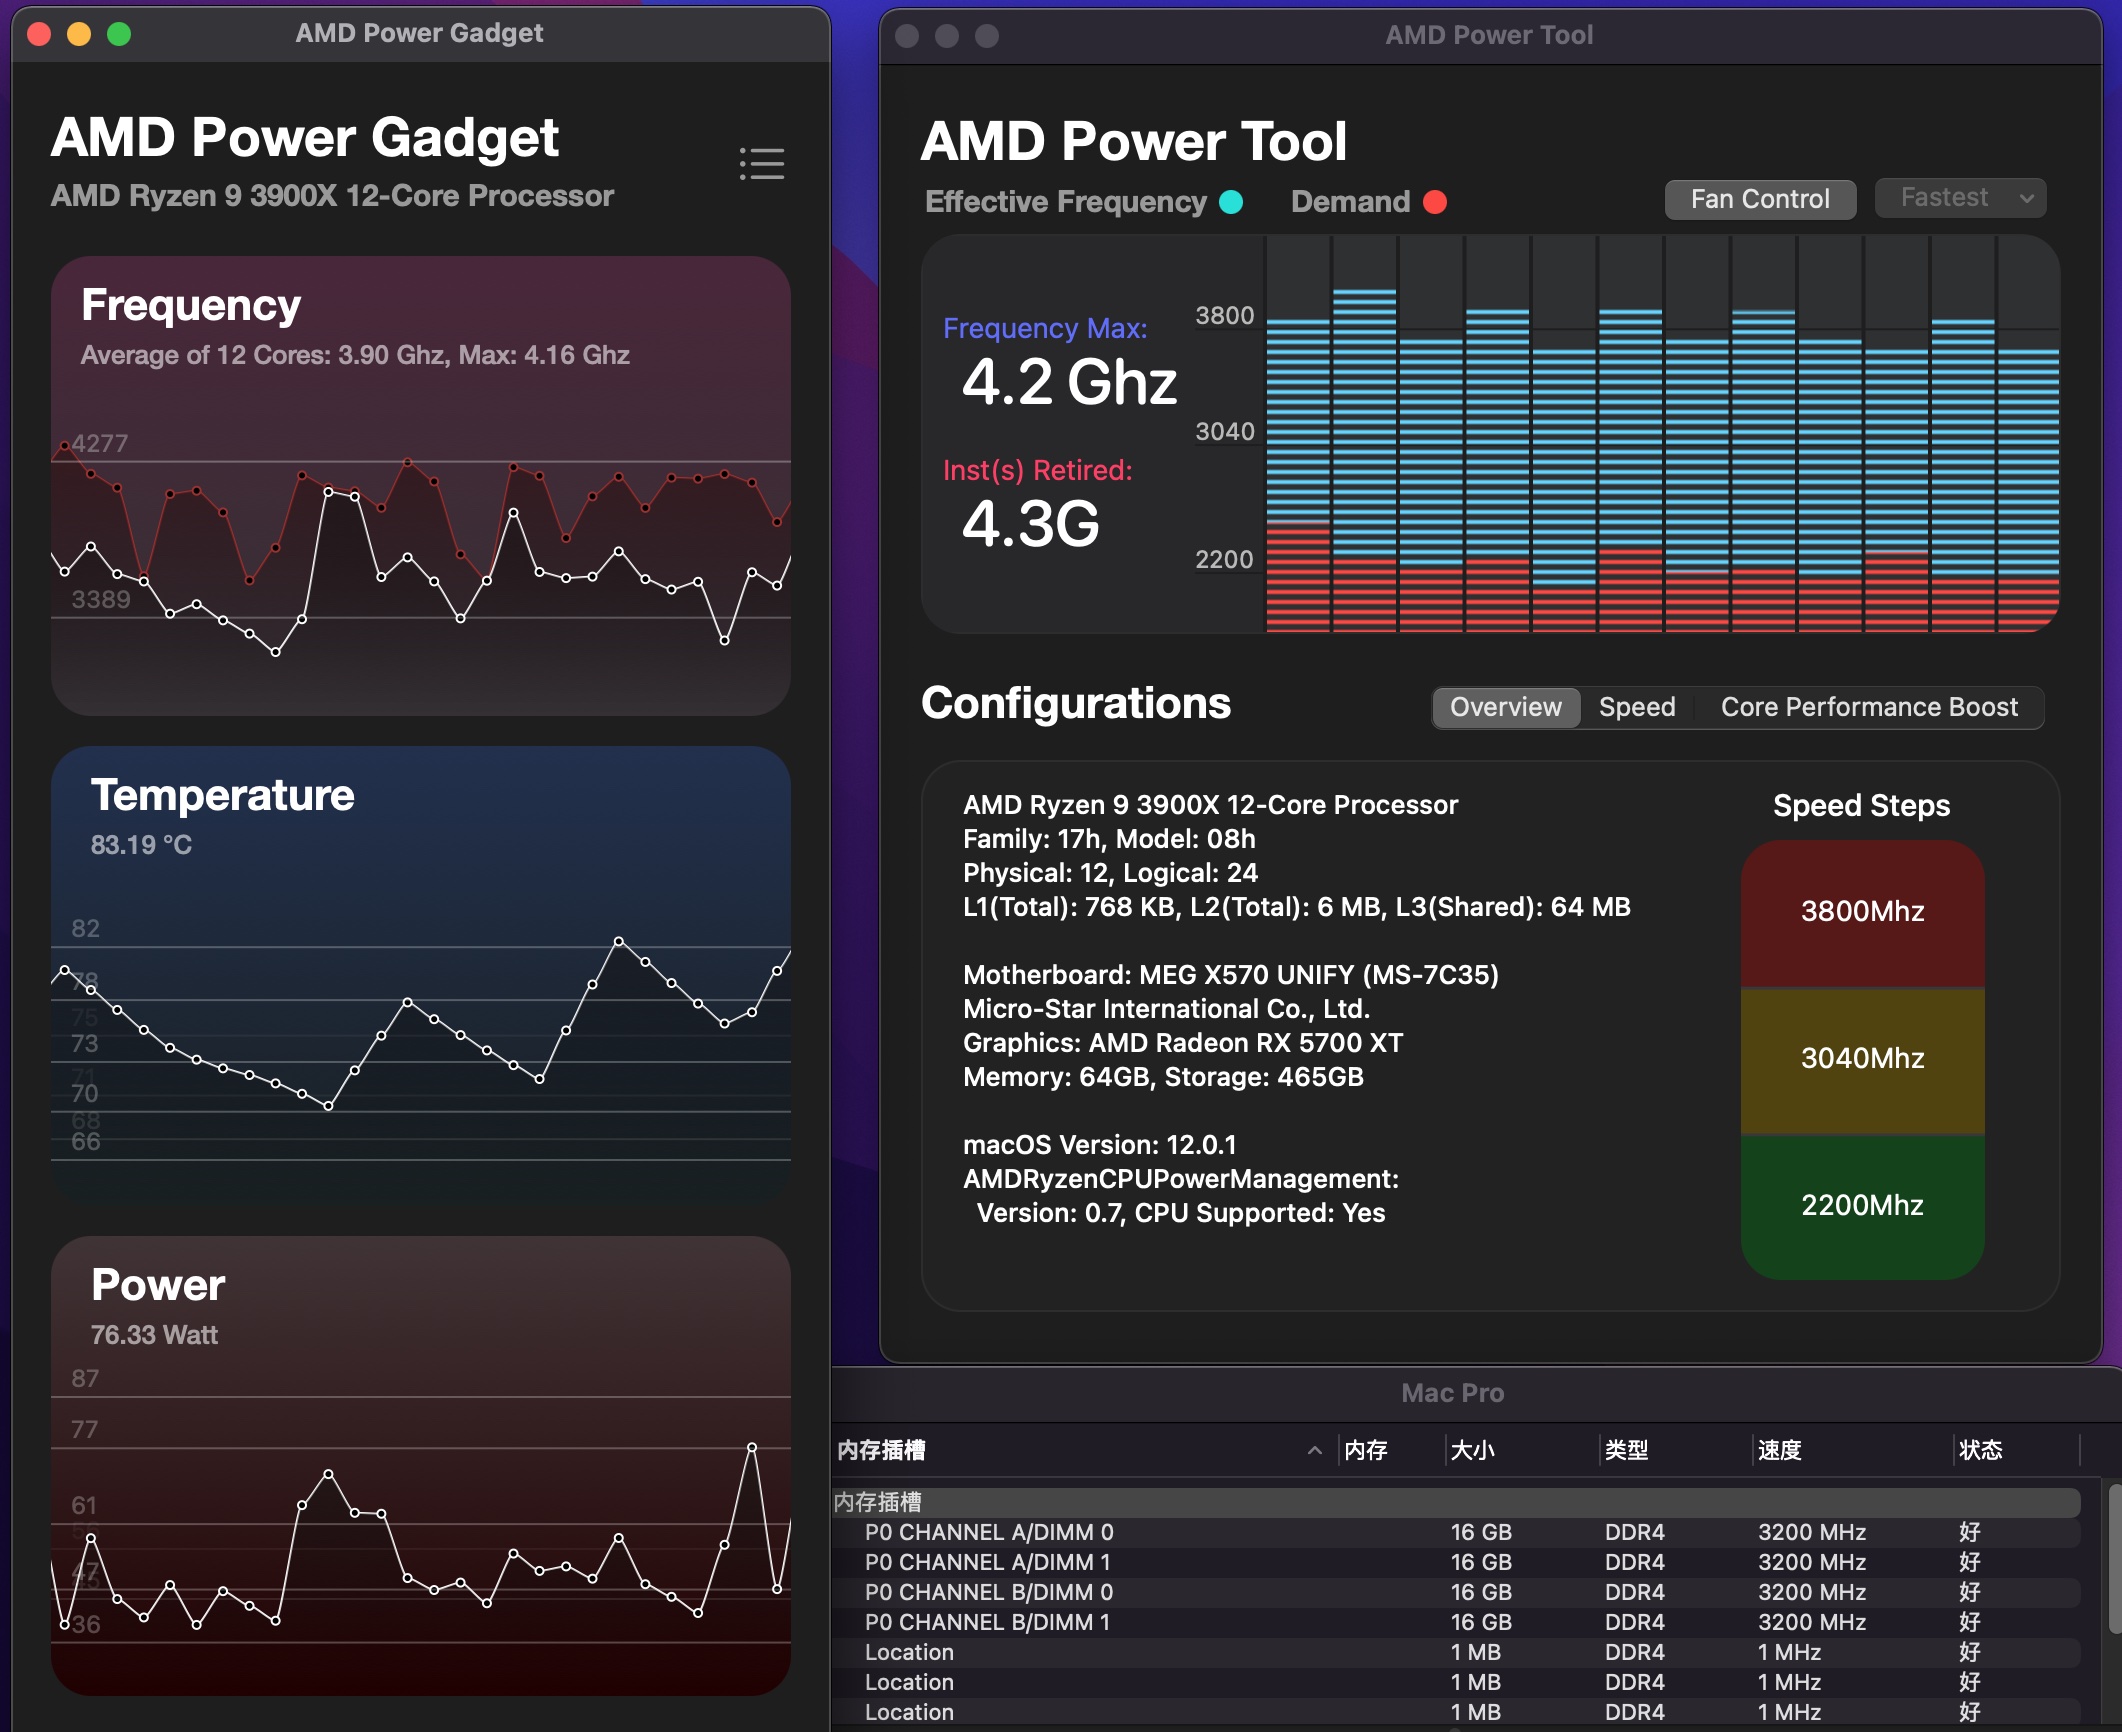 AMD Power Gadget
AMD Power Gadget
AMD Ryzen 9 3900X 12-Core Processor
Frequency
Average of 12 Cores: 3.90 Ghz, Max: 4.16 Ghz
4277
3389
Temperature
83.19 °C
82
78
75
73
71
70
68
66
Power
76.33 Watt
87
77
61
47
36
AMD Power Tool
AMD Power Tool
Effective Frequency
Demand
Fan Control
Fastest
Frequency Max:
4.2 Ghz
Inst(s) Retired:
4.3G
3800
3040
2200
Configurations
Overview
Speed
Core Performance Boost
AMD Ryzen 9 3900X 12-Core Processor
Family: 17h, Model: 08h
Physical: 12, Logical: 24
L1(Total): 768 KB, L2(Total): 6 MB, L3(Shared): 64 MB
Motherboard: MEG X570 UNIFY (MS-7C35)
Micro-Star International Co., Ltd.
Graphics: AMD Radeon RX 5700 XT
Memory: 64GB, Storage: 465GB
macOS Version: 12.0.1
AMDRyzenCPUPowerManagement:
Version: 0.7, CPU Supported: Yes
Speed Steps
3800Mhz
3040Mhz
2200Mhz
Mac Pro
内存插槽 内存 大小 类型 速度 状态
内存插槽
P0 CHANNEL A/DIMM 0 16 GB DDR4 3200 MHz 好
P0 CHANNEL A/DIMM 1 16 GB DDR4 3200 MHz 好
P0 CHANNEL B/DIMM 0 16 GB DDR4 3200 MHz 好
P0 CHANNEL B/DIMM 1 16 GB DDR4 3200 MHz 好
Location 1 MB DDR4 1 MHz 好
Location 1 MB DDR4 1 MHz 好
Location 1 MB DDR4 1 MHz 好